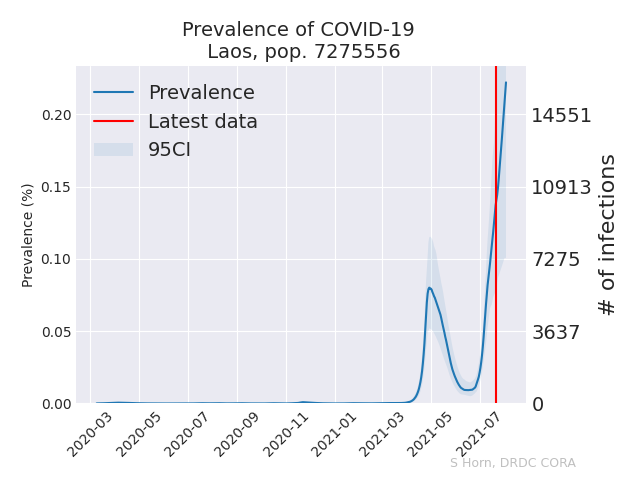 Prevalence of COVID-19
Laos, pop. 7275556
Prevalence
Latest data
95CI
Prevalence (%)
0.20
0.15
0.10
0.05
0.00
14551
10913
7275
3637
0
# of infections
2020-03
2020-05
2020-07
2020-09
2020-11
2021-01
2021-03
2021-05
2021-07
S Horn, DRDC CORA